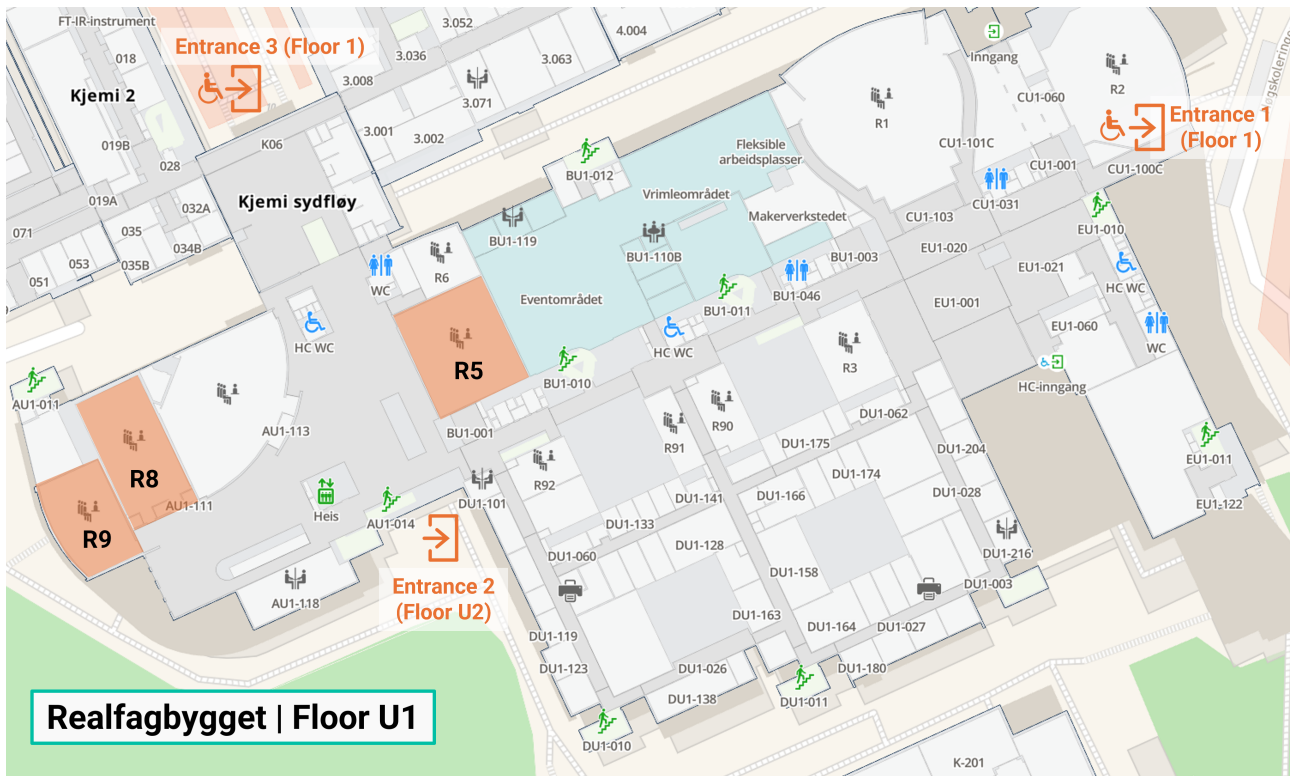 FT-IR-instrument
018
Kjemi 2
019B
028
019A
032A
035
034B
071
053
035B
051
Entrance 3 (Floor 1)
K06
Kjemi sydfløy
3.052
3.036
3.008
3.063
4.004
3.071
3.001
3.002
BU1-012
Fleksible
arbeidsplasser
Vrimleområdet
Makerverkstedet
BU1-119
BU1-110B
R6
WC
Eventområdet
HC WC
R5
BU1-010
HC WC
BU1-011
BU1-046
BU1-003
R1
Inngang
R2
CU1-060
Entrance 1
(Floor 1)
CU1-101C
CU1-001
CU1-100C
CU1-031
CU1-103
EU1-010
EU1-020
EU1-021
HC WC
EU1-001
EU1-060
WC
HC-inngang
EU1-011
EU1-122
AU1-011
AU1-113
R8
AU1-111
R9
Heis
AU1-014
AU1-118
BU1-001
DU1-101
Entrance 2
(Floor U2)
R92
R91
R90
R3
DU1-062
DU1-175
DU1-204
DU1-174
DU1-166
DU1-028
DU1-141
DU1-133
DU1-128
DU1-060
DU1-216
DU1-003
DU1-158
DU1-163
DU1-164
DU1-027
DU1-119
DU1-123
DU1-026
DU1-180
DU1-138
DU1-011
DU1-010
K-201
Realfagbygget | Floor U1